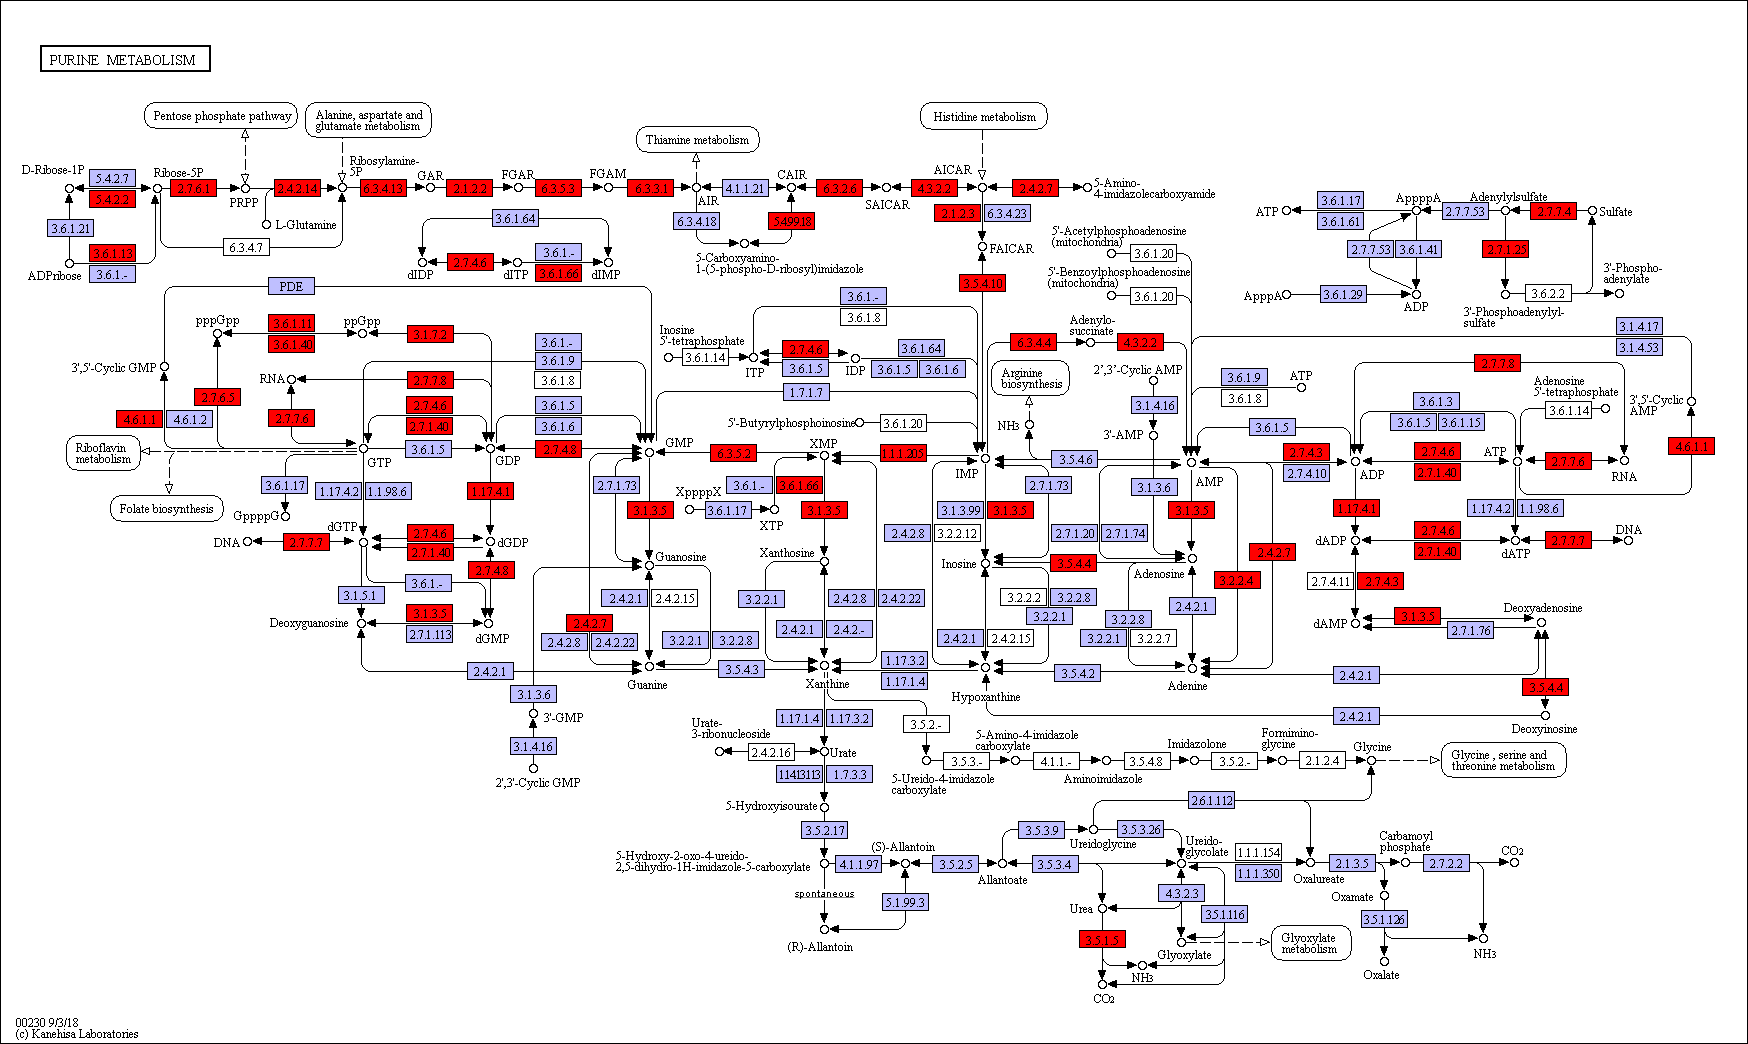 PURINE METABOLISM
Pentose phosphate pathway
Alanine, aspartate and
glutamate metabolism
Thiamine metabolism
Histidine metabolism
D-Ribose-1P
5.4.2.7
5.4.2.2
Ribose-5P
2.7.6.1
PRPP
2.4.2.14
Ribosylamine-
5P
6.3.4.13
GAR
2.1.2.2
FGAR
6.3.5.3
FGAM
6.3.3.1
AIR
4.1.1.21
CAIR
6.3.2.6
SAICAR
4.3.2.2
AICAR
2.4.2.7
5-Amino-
4-imidazolecarboxyamide
L-Glutamine
6.3.4.7
3.6.1.21
3.6.1.13
3.6.1.-
ADPribose
3.6.1.64
dIDP
2.7.4.6
dITP
3.6.1.-
3.6.1.66
dIMP
6.3.4.18
5.4.99.18
5-Carboxyamino-
1-(5-phospho-D-ribosyl)imidazole
2.1.2.3
6.3.4.23
FAICAR
3.5.4.10
5'-Acetylphosphoadenosine
(mitochondria)
3.6.1.20
5'-Benzoylphosphoadenosine
(mitochondria)
3.6.1.20
ATP
3.6.1.17
3.6.1.61
AppppA
2.7.7.53
Adenylylsulfate
2.7.7.4
Sulfate
2.7.7.53
3.6.1.41
2.7.1.25
ApppA
3.6.1.29
ADP
3.6.2.2
3'-Phospho-
adenylate
3'-Phosphoadenylyl-
sulfate
PDE
pppGpp
3.6.1.11
3.6.1.40
ppGpp
3.1.7.2
3.6.1.-
3.6.1.9
3.6.1.8
3',5'-Cyclic GMP
RNA
2.7.7.8
2.7.6.5
2.7.7.6
2.7.4.6
2.7.1.40
3.6.1.5
3.6.1.6
4.6.1.1
4.6.1.2
Riboflavin
metabolism
GTP
3.6.1.5
GDP
2.7.4.8
GMP
Inosine
5'-tetraphosphate
3.6.1.14
ITP
2.7.4.6
3.6.1.5
IDP
3.6.1.-
3.6.1.8
3.6.1.64
3.6.1.5
3.6.1.6
1.7.1.7
5'-Butyrylphosphoinosine
3.6.1.20
6.3.4.4
Adenylo-
succinate
4.3.2.2
Arginine
biosynthesis
NH3
2',3'-Cyclic AMP
3.1.4.16
3'-AMP
3.6.1.9
3.6.1.8
ATP
3.6.1.5
2.7.7.8
3.6.1.3
3.6.1.5
3.6.1.15
Adenosine
5'-tetraphosphate
3.6.1.14
3.1.4.17
3.1.4.53
3',5'-Cyclic
AMP
4.6.1.1
6.3.5.2
XMP
1.1.1.205
IMP
3.5.4.6
AMP
2.7.4.3
2.7.4.10
ADP
2.7.4.6
2.7.1.40
ATP
2.7.7.6
RNA
Folate biosynthesis
3.6.1.17
GppppG
1.17.4.2
1.1.98.6
1.17.4.1
2.7.1.73
3.1.3.5
XppppX
3.6.1.17
3.6.1.-
3.6.1.66
XTP
3.1.3.5
3.1.3.99
3.1.3.5
2.7.1.73
3.1.3.6
3.1.3.5
1.17.4.1
1.17.4.2
1.1.98.6
DNA
2.7.7.7
dGTP
2.7.4.6
2.7.1.40
dGDP
2.7.4.8
3.6.1.-
3.1.5.1
Deoxyguanosine
3.1.3.5
2.7.1.113
dGMP
Guanosine
2.4.2.1
2.4.2.15
2.4.2.7
2.4.2.8
2.4.2.22
3.2.2.1
3.2.2.8
Xanthosine
3.2.2.1
2.4.2.8
2.4.2.22
2.4.2.1
2.4.2.-
2.4.2.8
3.2.2.12
Inosine
2.7.1.20
2.7.1.74
3.5.4.4
Adenosine
3.2.2.2
3.2.2.8
3.2.2.1
2.4.2.1
2.4.2.15
3.2.2.8
3.2.2.1
3.2.2.7
2.4.2.1
3.2.2.4
2.4.2.7
dADP
2.7.4.6
2.7.1.40
dATP
2.7.7.7
DNA
2.7.4.11
2.7.4.3
dAMP
3.1.3.5
2.7.1.76
Deoxyadenosine
2.4.2.1
Guanine
3.5.4.3
Xanthine
1.17.3.2
1.17.1.4
Hypoxanthine
3.5.4.2
Adenine
2.4.2.1
3.5.4.4
2.4.2.1
Deoxyinosine
3.1.3.6
3'-GMP
3.1.4.16
2',3'-Cyclic GMP
1.17.1.4
1.17.3.2
Urate-
3-ribonucleoside
2.4.2.16
Urate
1.14.13.113
1.7.3.3
3.5.2.-
5-Ureido-4-imidazole
carboxylate
3.5.3.-
5-Amino-4-imidazole
carboxylate
4.1.1.-
Aminoimidazole
3.5.4.8
Imidazolone
3.5.2.-
Formimino-
glycine
2.1.2.4
Glycine
Glycine , serine and
threonine metabolism
5-Hydroxyisourate
3.5.2.17
5-Hydroxy-2-oxo-4-ureido-
2,5-dihydro-1H-imidazole-5-carboxylate
4.1.1.97
(S)-Allantoin
3.5.2.5
Allantoate
3.5.3.9
Ureidoglycine
3.5.3.26
2.6.1.112
3.5.3.4
Ureido-
glycolate
1.1.1.154
1.1.1.350
Oxalureate
2.1.3.5
Carbamoyl
phosphate
2.7.2.2
CO2
spontaneous
5.1.99.3
(R)-Allantoin
Urea
4.3.2.3
3.5.1.116
Oxamate
3.5.1.126
3.5.1.5
Glyoxylate
Glyoxylate
metabolism
NH3
CO2
NH3
Oxalate
00230 9/3/18
(c) Kanehisa Laboratories